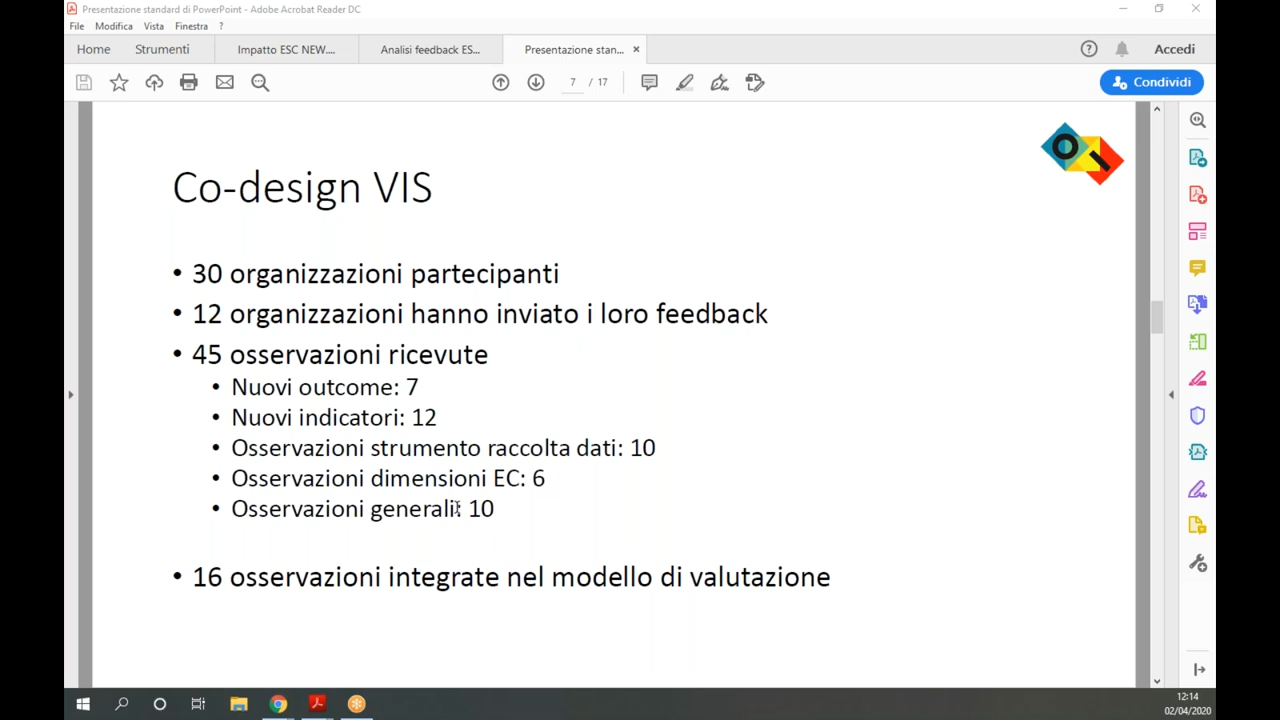 Presentazione standard di PowerPoint - Adobe Acrobat Reader DC
File Modifica Vista Finestra ?
Home Strumenti Impatto ESC NEW.... Analisi feedback ES... Presentazione stan... × Accedi
7 / 17 Condividi
Co-design VIS
• 30 organizzazioni partecipanti
• 12 organizzazioni hanno inviato i loro feedback
• 45 osservazioni ricevute
• Nuovi outcome: 7
• Nuovi indicatori: 12
• Osservazioni strumento raccolta dati: 10
• Osservazioni dimensioni EC: 6
• Osservazioni generali: 10
• 16 osservazioni integrate nel modello di valutazione
12:14
02/04/2020